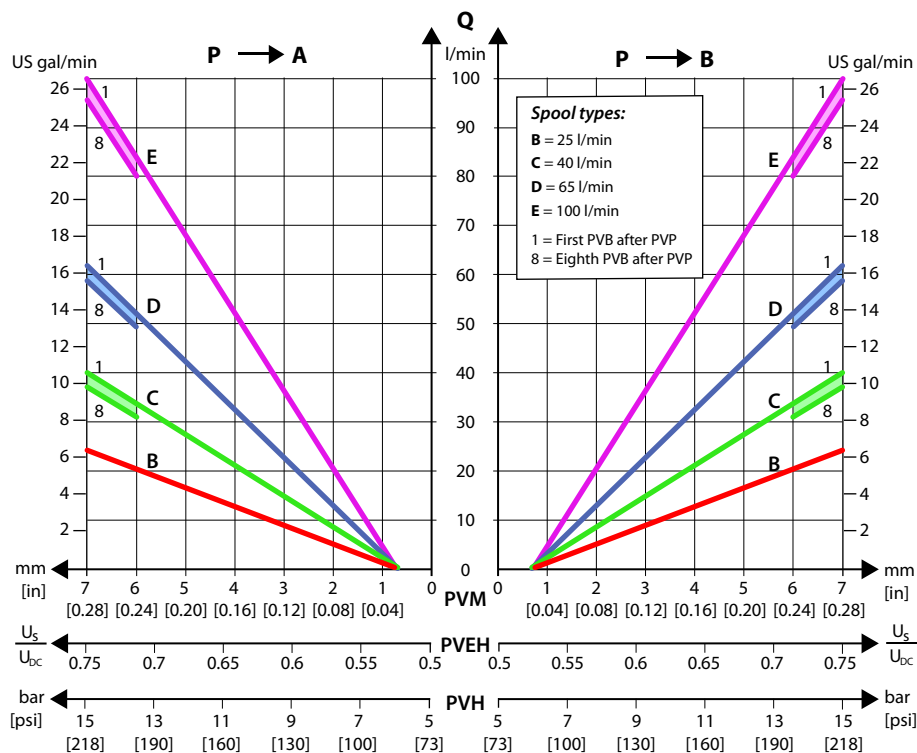 Q
P A
P B
US gal/min
l/min
US gal/min
26
24
22
20
18
16
14
12
10
8
6
4
2
100
90
80
70
60
50
40
30
20
10
0
26
24
22
20
18
16
14
12
10
8
6
4
2
1
8
E
1
8
D
1
8
C
B
Spool types:
B = 25 l/min
C = 40 l/min
D = 65 l/min
E = 100 l/min
1 = First PVB after PVP
8 = Eighth PVB after PVP
1
8
E
1
8
D
1
8
C
B
mm 7 6 5 4 3 2 1 0 0 1 2 3 4 5 6 7 mm
[in] [0.28] [0.24] [0.20] [0.16] [0.12] [0.08] [0.04] PVM [0.04] [0.08] [0.12] [0.16] [0.20] [0.24] [0.28] [in]
US PVEH US
UDC 0.75 0.7 0.65 0.6 0.55 0.5 0.5 0.55 0.6 0.65 0.7 0.75 UDC
bar PVH bar
[psi] 15 13 11 9 7 5 5 7 9 11 13 15 [psi]
[218] [190] [160] [130] [100] [73] [73] [100] [130] [160] [190] [218]